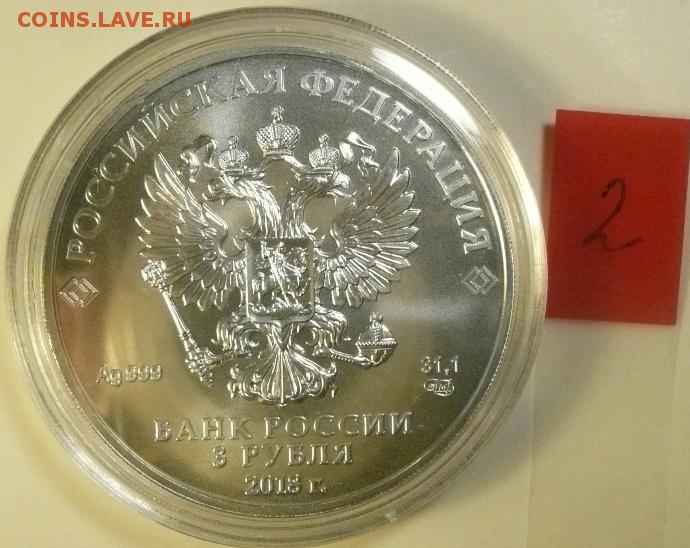 COINS.LAVE.RU
РОССИЙСКАЯ ФЕДЕРАЦИЯ
2
Ag 999
31,1
БАНК РОССИИ
3 РУБЛЯ
2018 г.